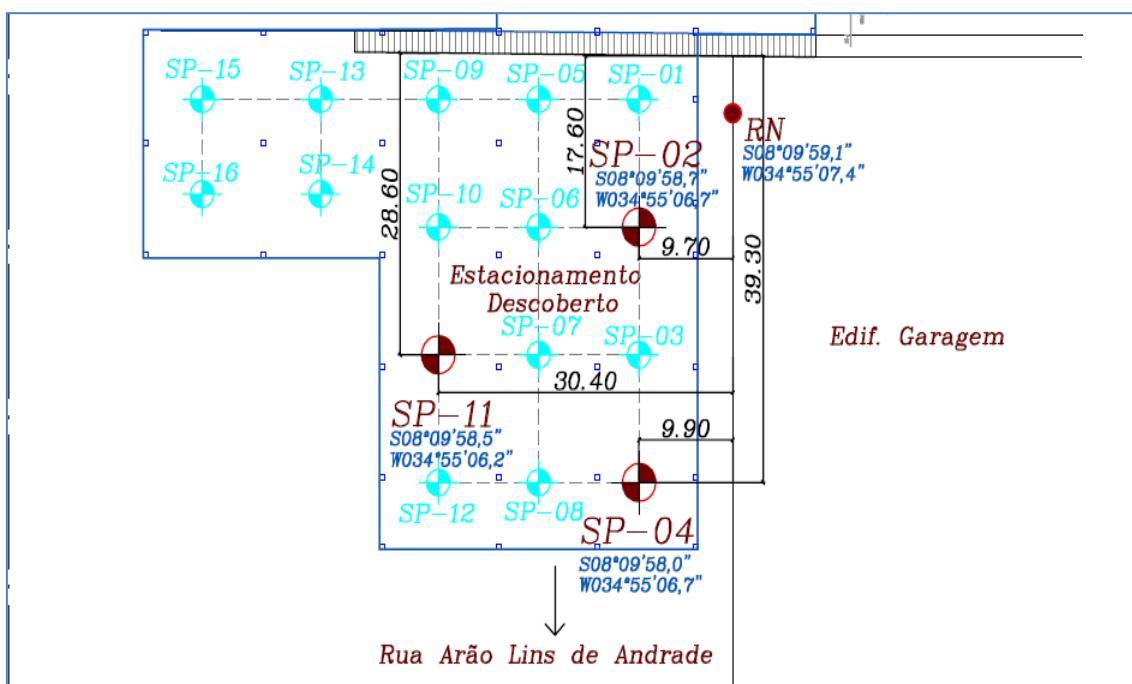 SP-15
SP-13
SP-09
SP-05
SP-01
RN
S08°09'59,1"
W034°55'07,4"
17.60
SP-02
S08°09'58,7"
W034°55'06,7"
SP-16
SP-14
SP-10
SP-06
28.60
9.70
39.30
Estacionamento
Descoberto
SP-07
SP-03
Edif. Garagem
30.40
SP-11
S08°09'58,5"
W034°55'06,2"
9.90
SP-12
SP-08
SP-04
S08°09'58,0"
W034°55'06,7"
Rua Arão Lins de Andrade